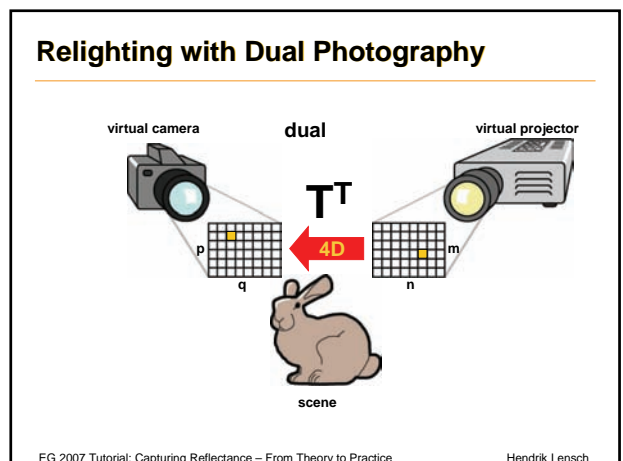 Relighting with Dual Photography
virtual camera
dual
virtual projector
T^T
p
4D
m
q
n
scene
EG 2007 Tutorial: Capturing Reflectance – From Theory to Practice
Hendrik Lensch